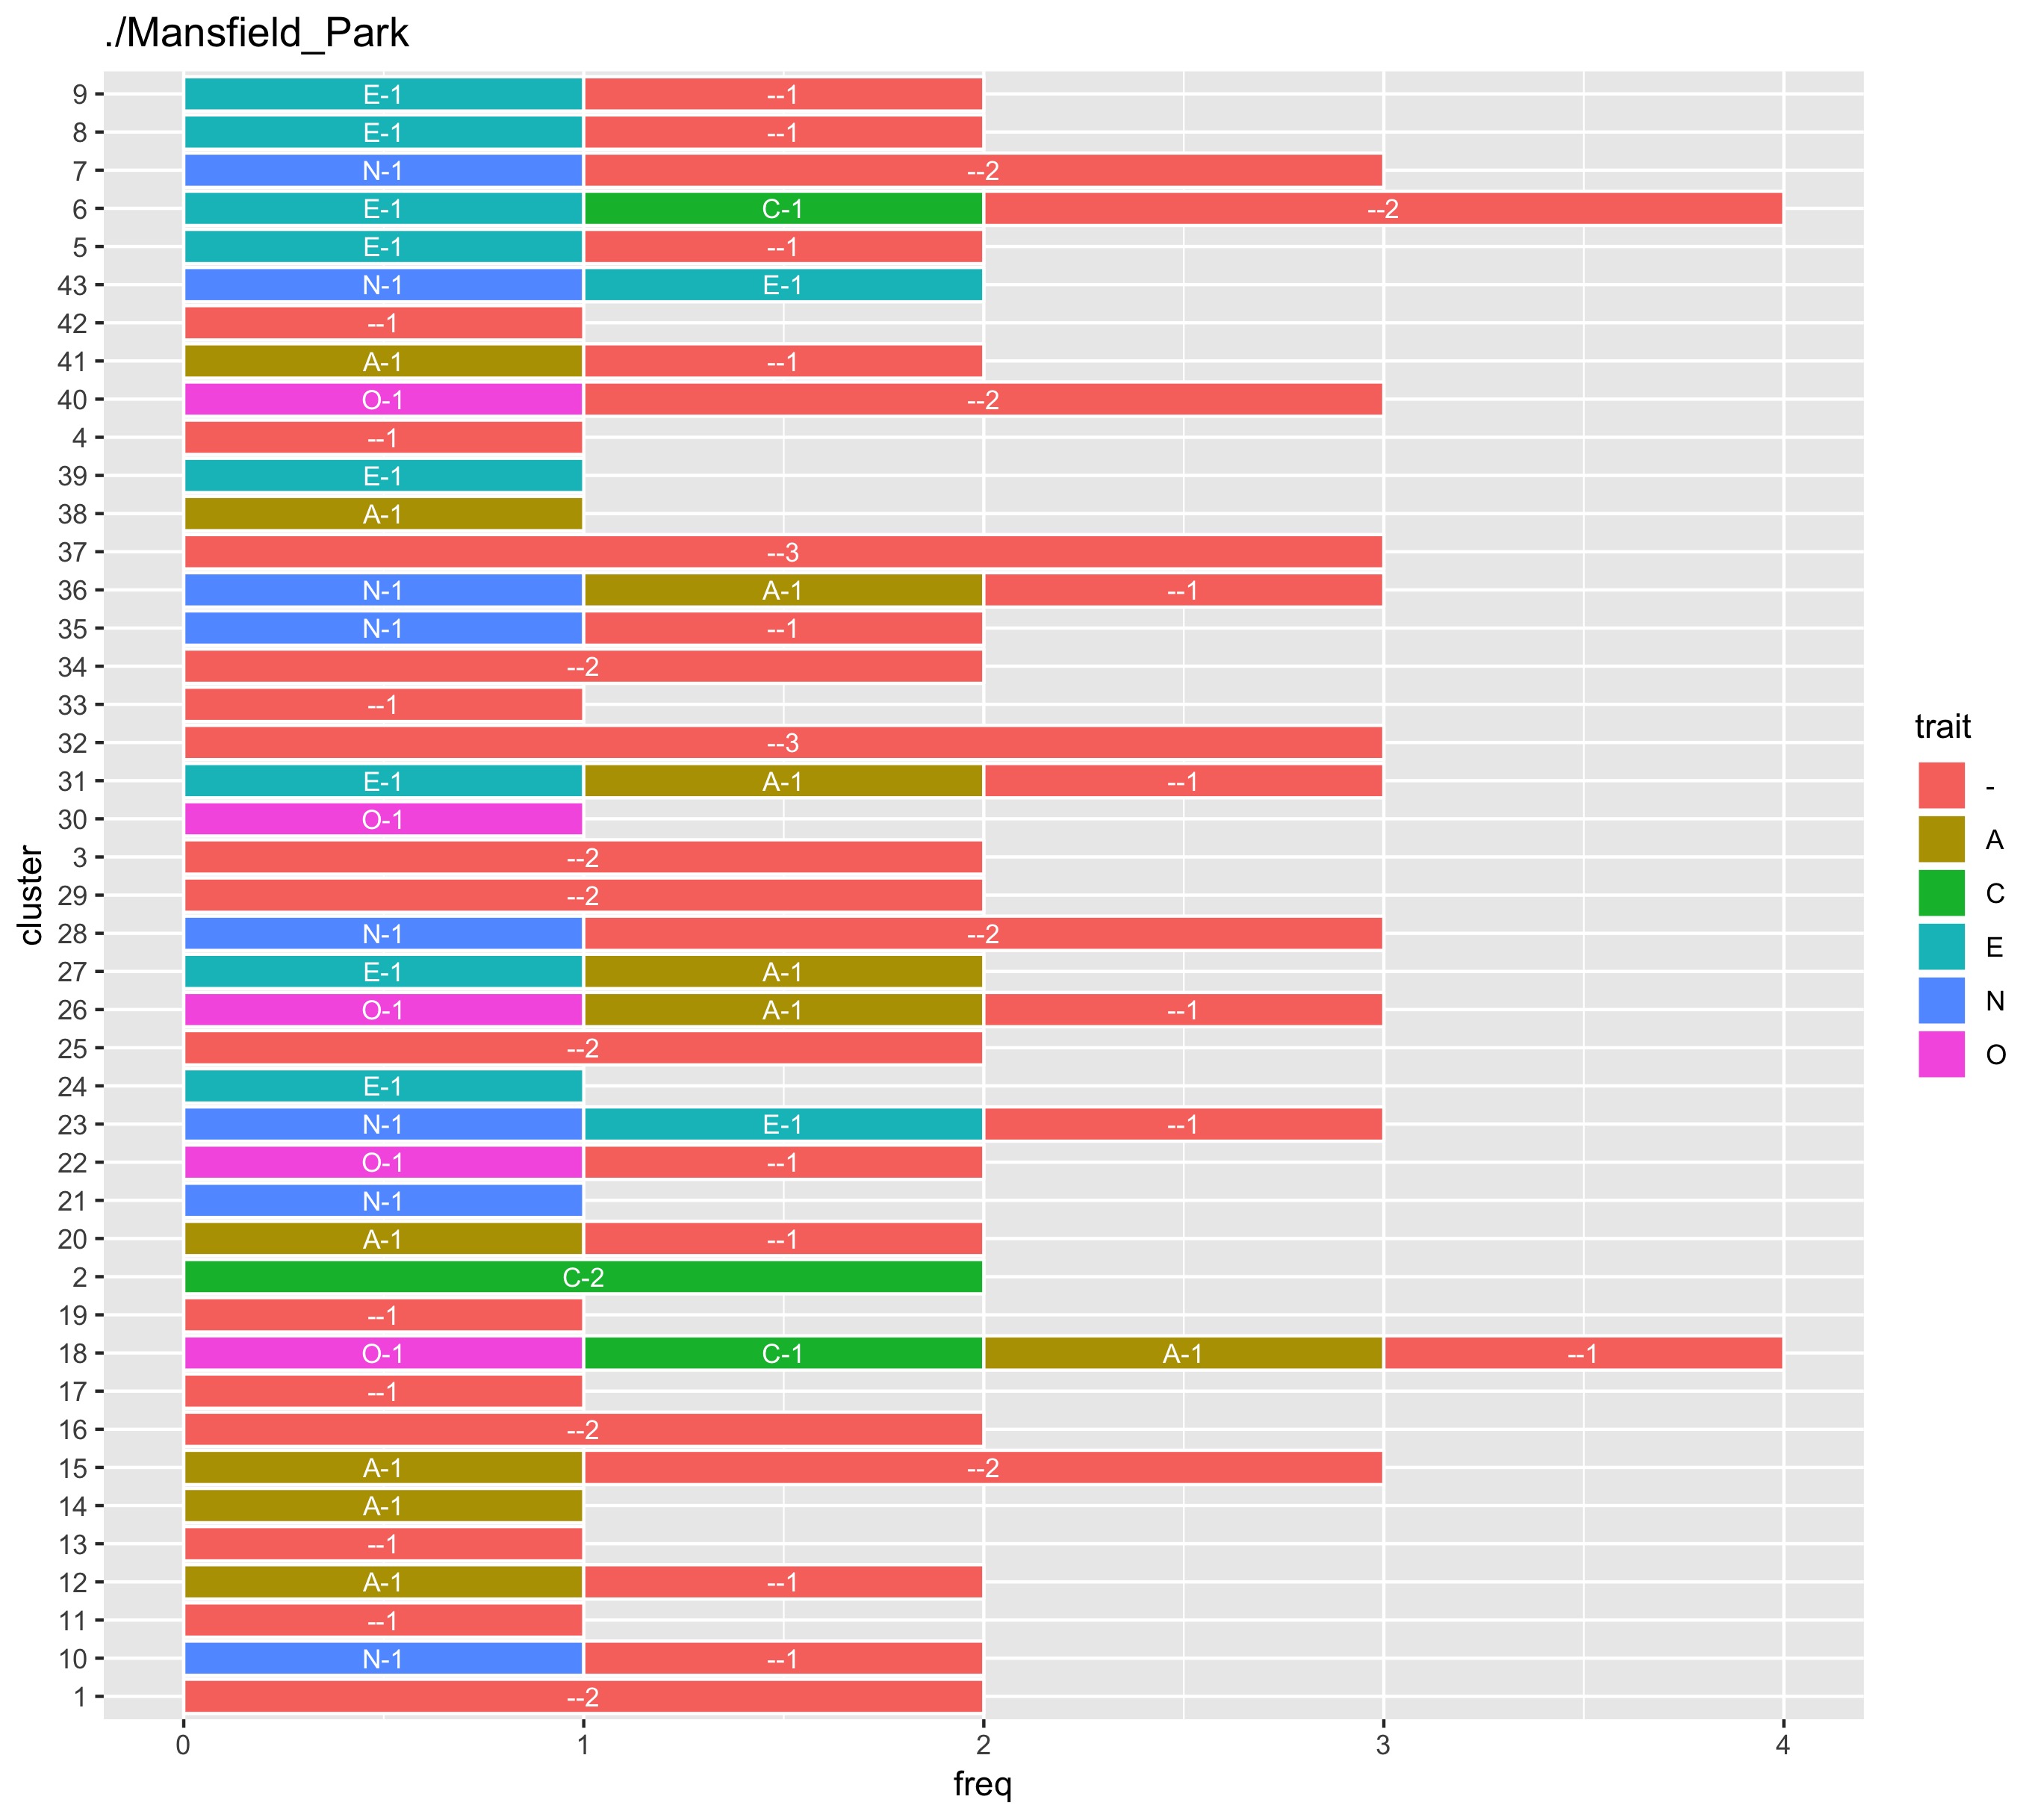 ./Mansfield_Park
9 E-1 --1
8 E-1 --1
7 N-1 --2
6 E-1 C-1 --2
5 E-1 --1
43 N-1 E-1
42 --1
41 A-1 --1
40 O-1 --2
4 --1
39 E-1
38 A-1
37 --3
36 N-1 A-1 --1
35 N-1 --1
34 --2
33 --1
32 --3
31 E-1 A-1 --1
30 O-1
3 --2
29 --2
28 N-1 --2
27 E-1 A-1
26 O-1 A-1 --1
25 --2
24 E-1
23 N-1 E-1 --1
22 O-1 --1
21 N-1
20 A-1 --1
2 C-2
19 --1
18 O-1 C-1 A-1 --1
17 --1
16 --2
15 A-1 --2
14 A-1
13 --1
12 A-1 --1
11 --1
10 N-1 --1
1 --2
0 1 2 3 4
freq
cluster
trait
-
A
C
E
N
O